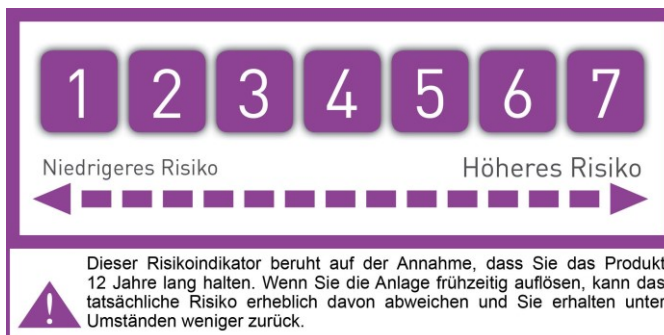 1 2 3 4 5 6 7
Niedrigeres Risiko Höheres Risiko
Dieser Risikoindikator beruht auf der Annahme, dass Sie das Produkt
12 Jahre lang halten. Wenn Sie die Anlage frühzeitig auflösen, kann das
tatsächliche Risiko erheblich davon abweichen und Sie erhalten unter
Umständen weniger zurück.